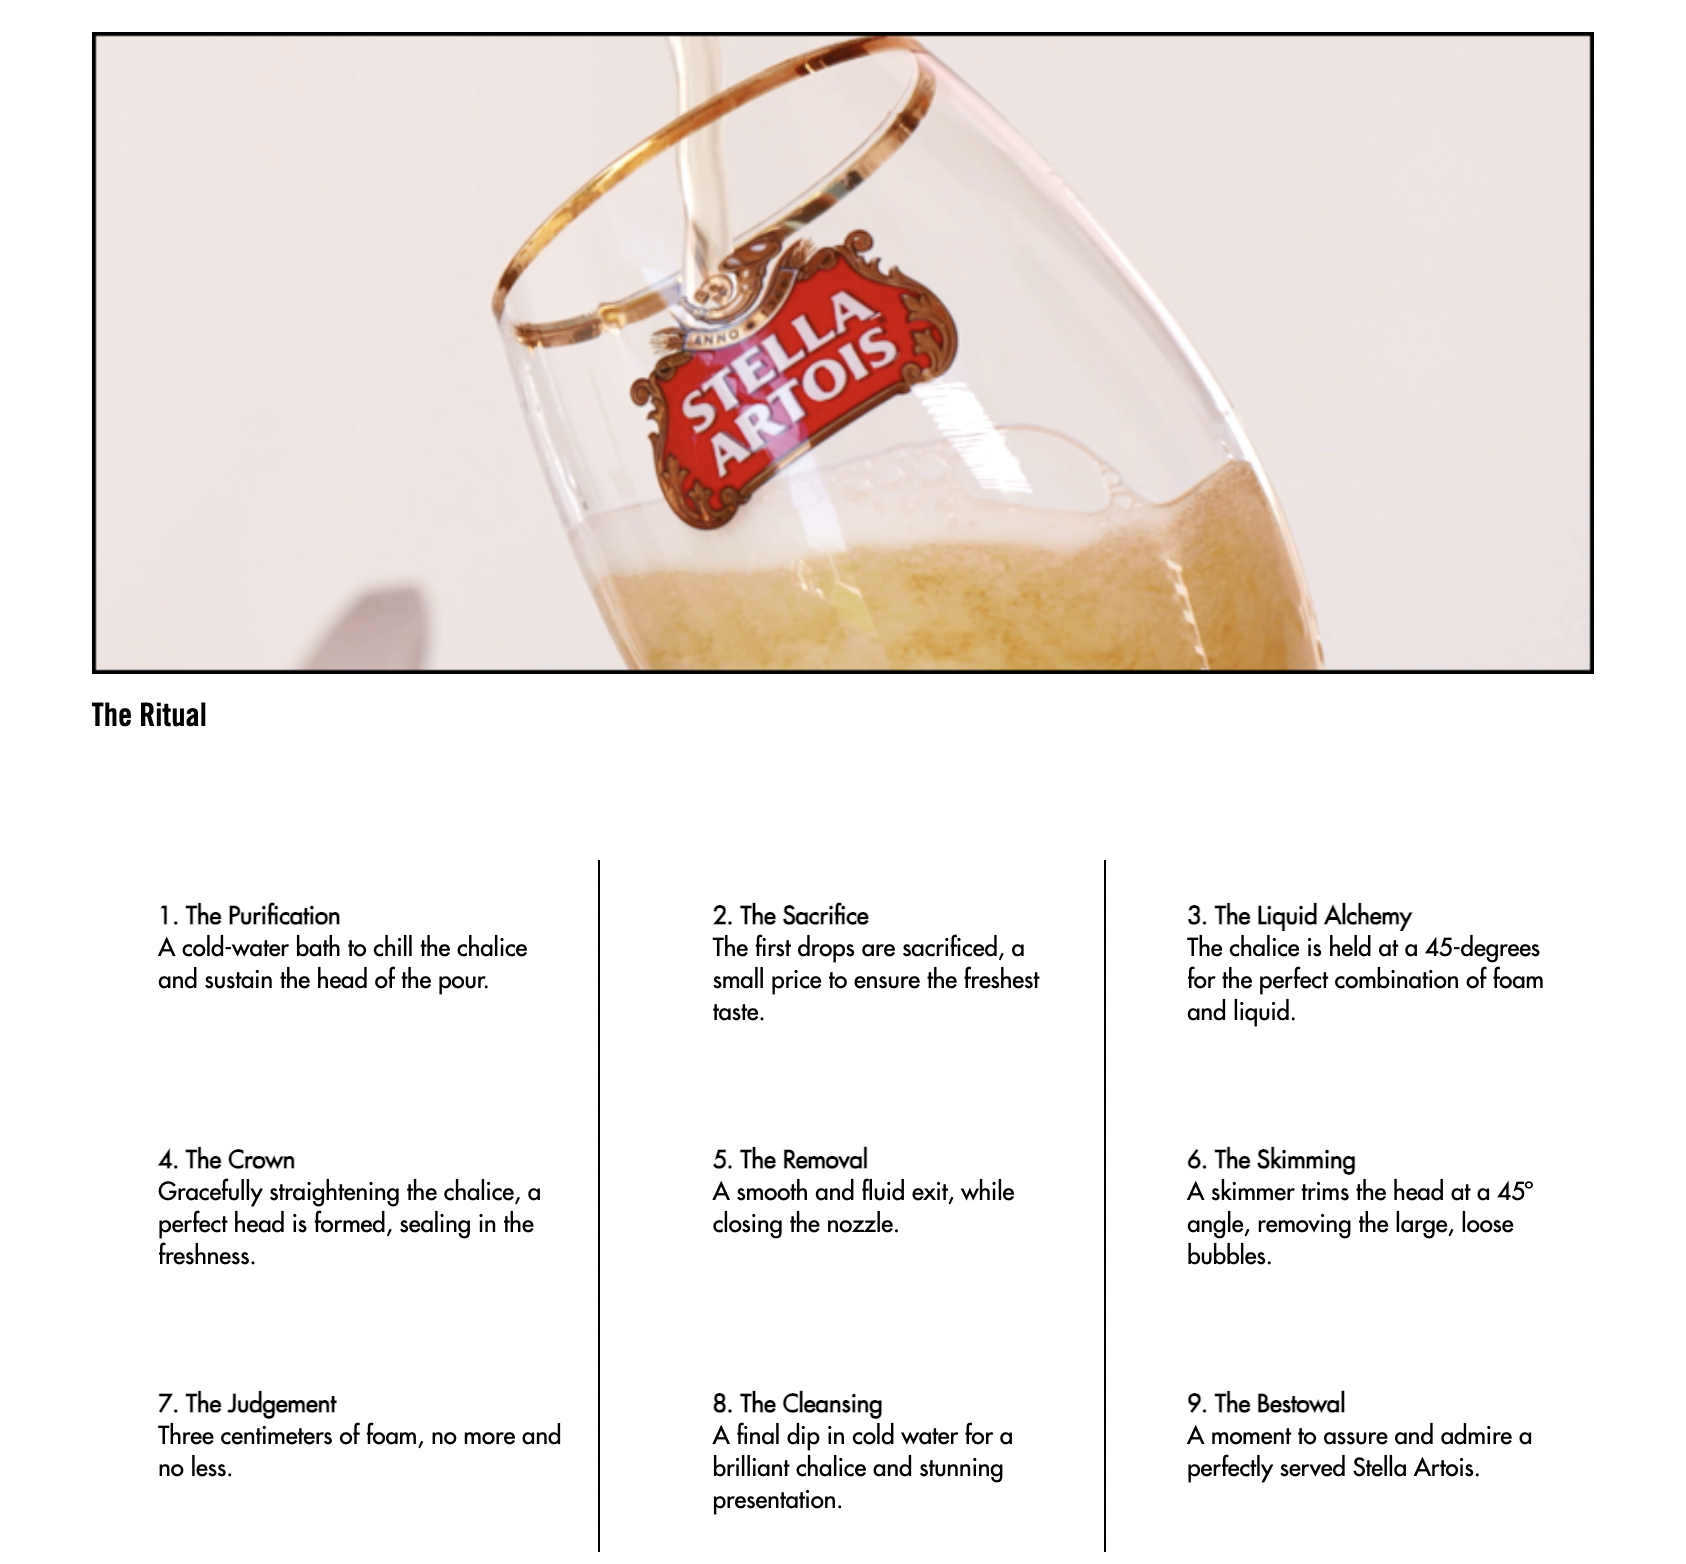 ANNO
STELLA
ARTOIS
The Ritual
1. The Purification
A cold-water bath to chill the chalice
and sustain the head of the pour.
2. The Sacrifice
The first drops are sacrificed, a
small price to ensure the freshest
taste.
3. The Liquid Alchemy
The chalice is held at a 45-degrees
for the perfect combination of foam
and liquid.
4. The Crown
Gracefully straightening the chalice, a
perfect head is formed, sealing in the
freshness.
5. The Removal
A smooth and fluid exit, while
closing the nozzle.
6. The Skimming
A skimmer trims the head at a 45º
angle, removing the large, loose
bubbles.
7. The Judgement
Three centimeters of foam, no more and
no less.
8. The Cleansing
A final dip in cold water for a
brilliant chalice and stunning
presentation.
9. The Bestowal
A moment to assure and admire a
perfectly served Stella Artois.